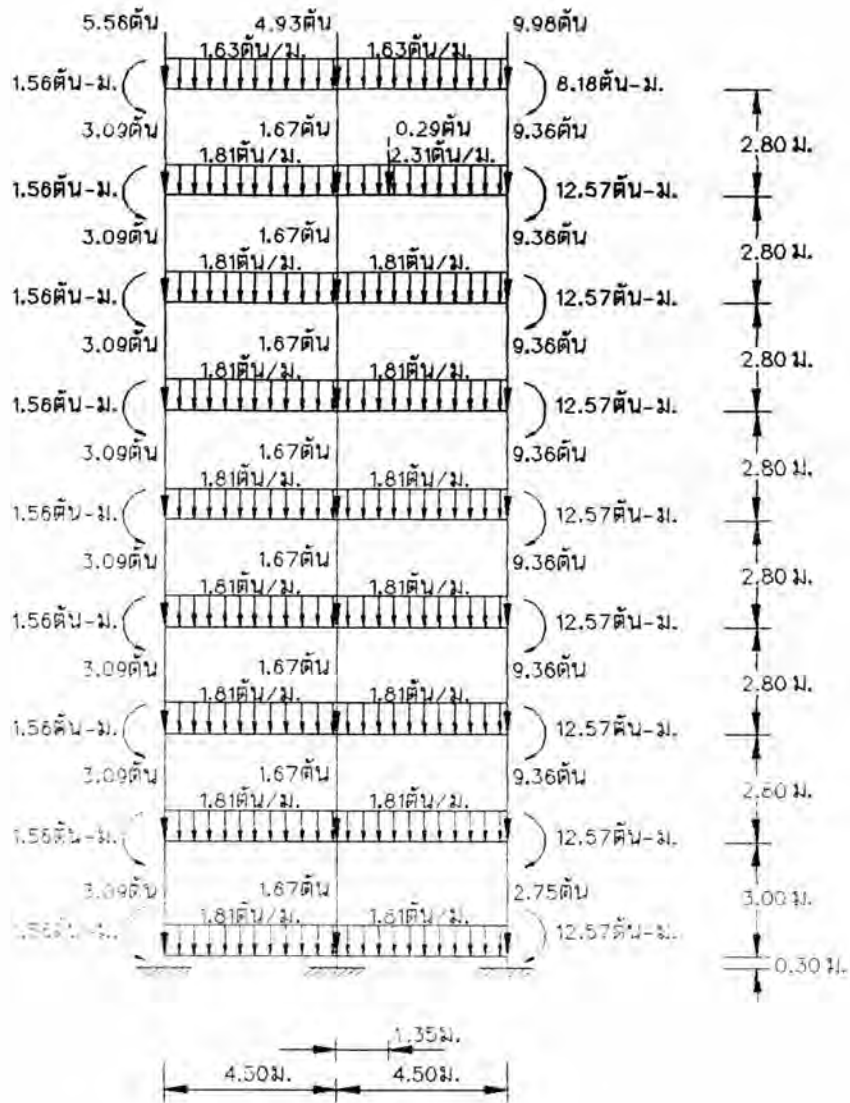 5.56ตัน 4.93ตัน 9.98ตัน
1.63ตัน/ม. 1.63ตัน/ม.
1.56ตัน-ม. 8.18ตัน-ม.
3.09ตัน 1.67ตัน 0.29ตัน 9.36ตัน
2.80 ม.
1.81ตัน/ม. 2.31ตัน/ม.
1.56ตัน-ม. 12.57ตัน-ม.
3.09ตัน 1.67ตัน 9.36ตัน
2.80 ม.
1.81ตัน/ม. 1.81ตัน/ม.
1.56ตัน-ม. 12.57ตัน-ม.
3.09ตัน 1.67ตัน 9.36ตัน
2.80 ม.
1.81ตัน/ม. 1.81ตัน/ม.
1.56ตัน-ม. 12.57ตัน-ม.
3.09ตัน 1.67ตัน 9.36ตัน
2.80 ม.
1.81ตัน/ม. 1.81ตัน/ม.
1.56ตัน-ม. 12.57ตัน-ม.
3.09ตัน 1.67ตัน 9.36ตัน
2.80 ม.
1.81ตัน/ม. 1.81ตัน/ม.
1.56ตัน-ม. 12.57ตัน-ม.
3.09ตัน 1.67ตัน 9.36ตัน
2.80 ม.
1.81ตัน/ม. 1.81ตัน/ม.
1.56ตัน-ม. 12.57ตัน-ม.
3.09ตัน 1.67ตัน 9.36ตัน
2.80 ม.
1.81ตัน/ม. 1.81ตัน/ม.
1.56ตัน-ม. 12.57ตัน-ม.
3.09ตัน 1.67ตัน 2.75ตัน
3.00 ม.
1.81ตัน/ม. 1.81ตัน/ม.
1.56ตัน-ม. 12.57ตัน-ม.
0.30 ม.
1.35ม.
4.50ม. 4.50ม.